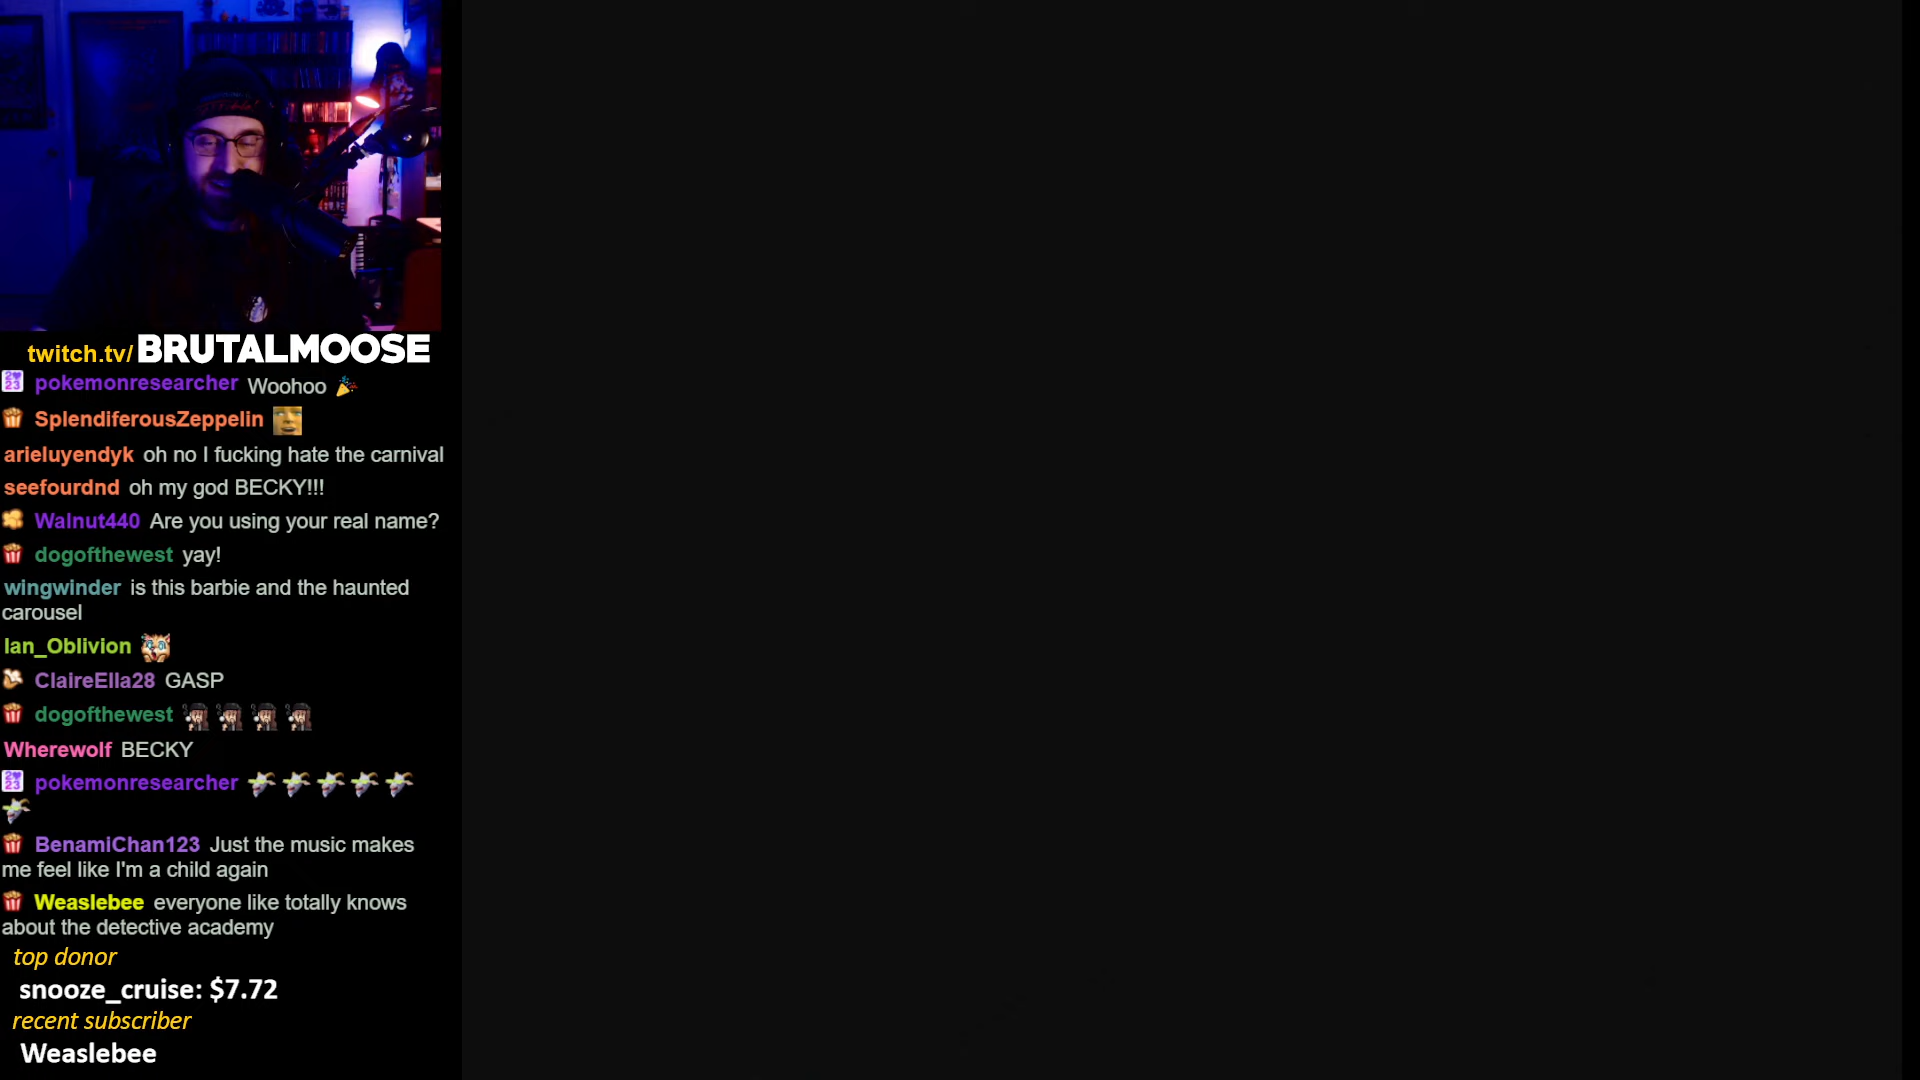 twitch.tv/BRUTALMOOSE
pokemonresearcher Woohoo
SplendiferousZeppelin
arieluyendyk oh no I fucking hate the carnival
seefourdnd oh my god BECKY!!!
Walnut440 Are you using your real name?
dogofthewest yay!
wingwinder is this barbie and the haunted
carousel
Ian_Oblivion
ClaireElla28 GASP
dogofthewest
Wherewolf BECKY
pokemonresearcher
BenamiChan123 Just the music makes
me feel like I'm a child again
Weaslebee everyone like totally knows
about the detective academy
top donor
snooze_cruise: $7.72
recent subscriber
Weaslebee